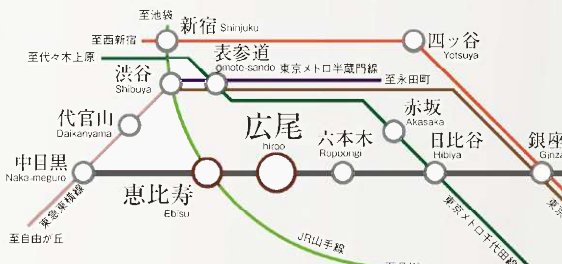 至池袋
新宿 Shinjuku
至西新宿
四ッ谷
Yotsuya
至代々木上原
表参道
omote-sando 東京メトロ半蔵門線
渋谷
Shibuya
至永田町
代官山
Daikanyama
赤坂
Akasaka
広尾
hiroo
六本木
Roppongi
日比谷
Hibiya
銀座
Ginza
中目黒
Naka-meguro
恵比寿
Ebisu
東急東横線
至自由が丘
JR山手線
東京メトロ千代田線
東京